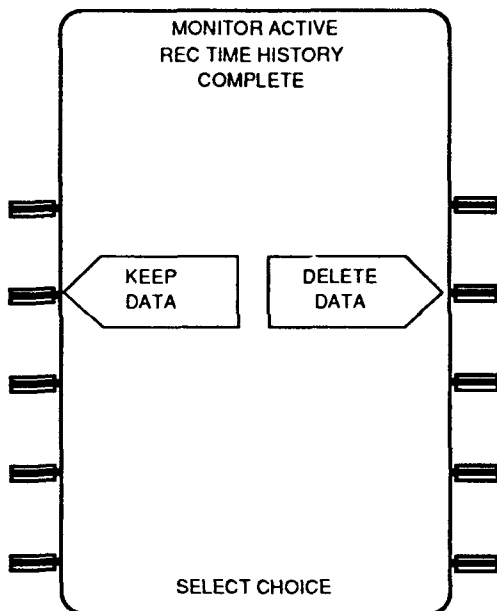 MONITOR ACTIVE
REC TIME HISTORY
COMPLETE
KEEP
DATA
DELETE
DATA
SELECT CHOICE